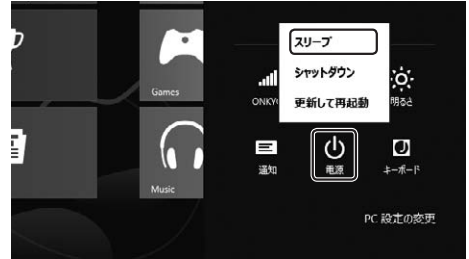 Games
Music
スリープ
シャットダウン
更新して再起動
ONKY
明るさ
通知
電源
キーボード
PC 設定の変更